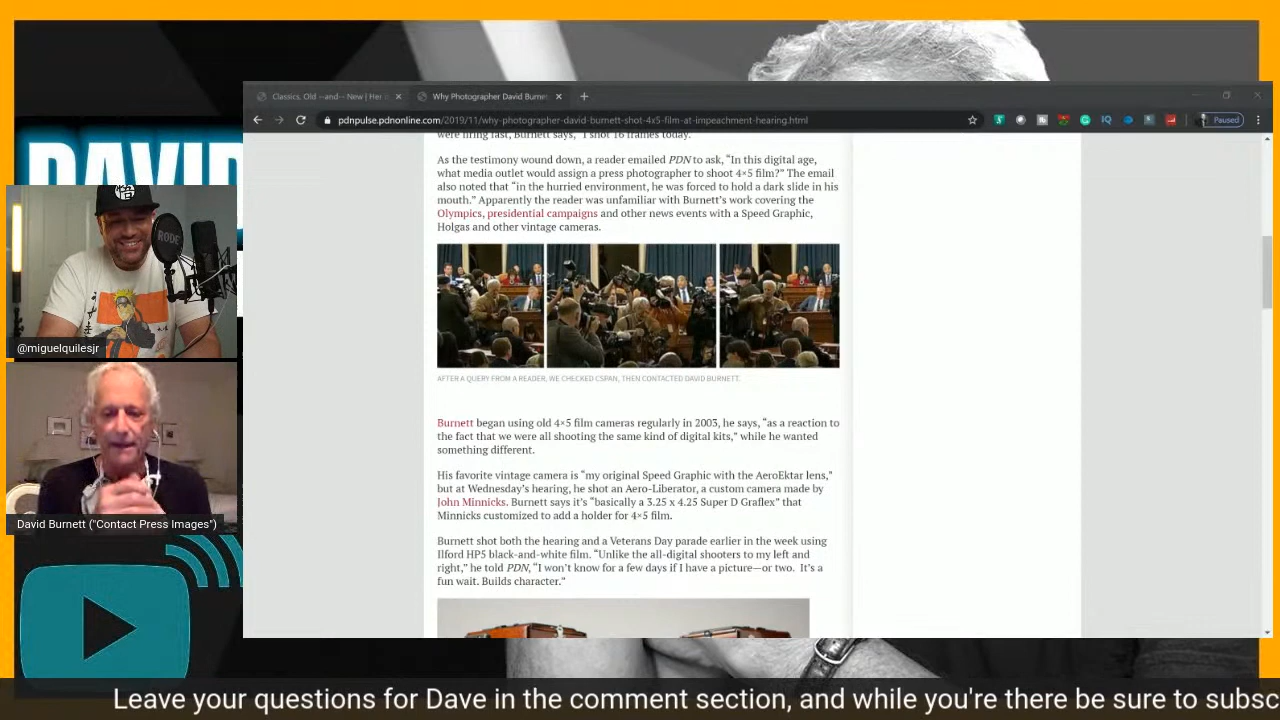 Classics, Old --and-- New | Her
Why Photographer David Burne
pdnpulse.pdnonline.com/2019/11/why-photographer-david-burnett-shot-4x5-film-at-impeachment-hearing.html
Paused
were firing fast, Burnett says, "I shot 16 frames today."
As the testimony wound down, a reader emailed PDN to ask, “In this digital age,
what media outlet would assign a press photographer to shoot 4×5 film?” The email
also noted that “in the hurried environment, he was forced to hold a dark slide in his
mouth.” Apparently the reader was unfamiliar with Burnett’s work covering the
Olympics, presidential campaigns and other news events with a Speed Graphic,
Holgas and other vintage cameras.
AFTER A QUERY FROM A READER, WE CHECKED CSPAN, THEN CONTACTED DAVID BURNETT.
Burnett began using old 4×5 film cameras regularly in 2003, he says, “as a reaction to
the fact that we were all shooting the same kind of digital kits,” while he wanted
something different.
His favorite vintage camera is “my original Speed Graphic with the AeroEktar lens,”
but at Wednesday’s hearing, he shot an Aero-Liberator, a custom camera made by
John Minnicks. Burnett says it’s “basically a 3.25 x 4.25 Super D Graflex” that
Minnicks customized to add a holder for 4×5 film.
Burnett shot both the hearing and a Veterans Day parade earlier in the week using
Ilford HP5 black-and-white film. “Unlike the all-digital shooters to my left and
right,” he told PDN, “I won’t know for a few days if I have a picture—or two. It’s a
fun wait. Builds character.”
DAVID
RODE
@miguelquilesjr
David Burnett ("Contact Press Images")
Leave your questions for Dave in the comment section, and while you're there be sure to subsc